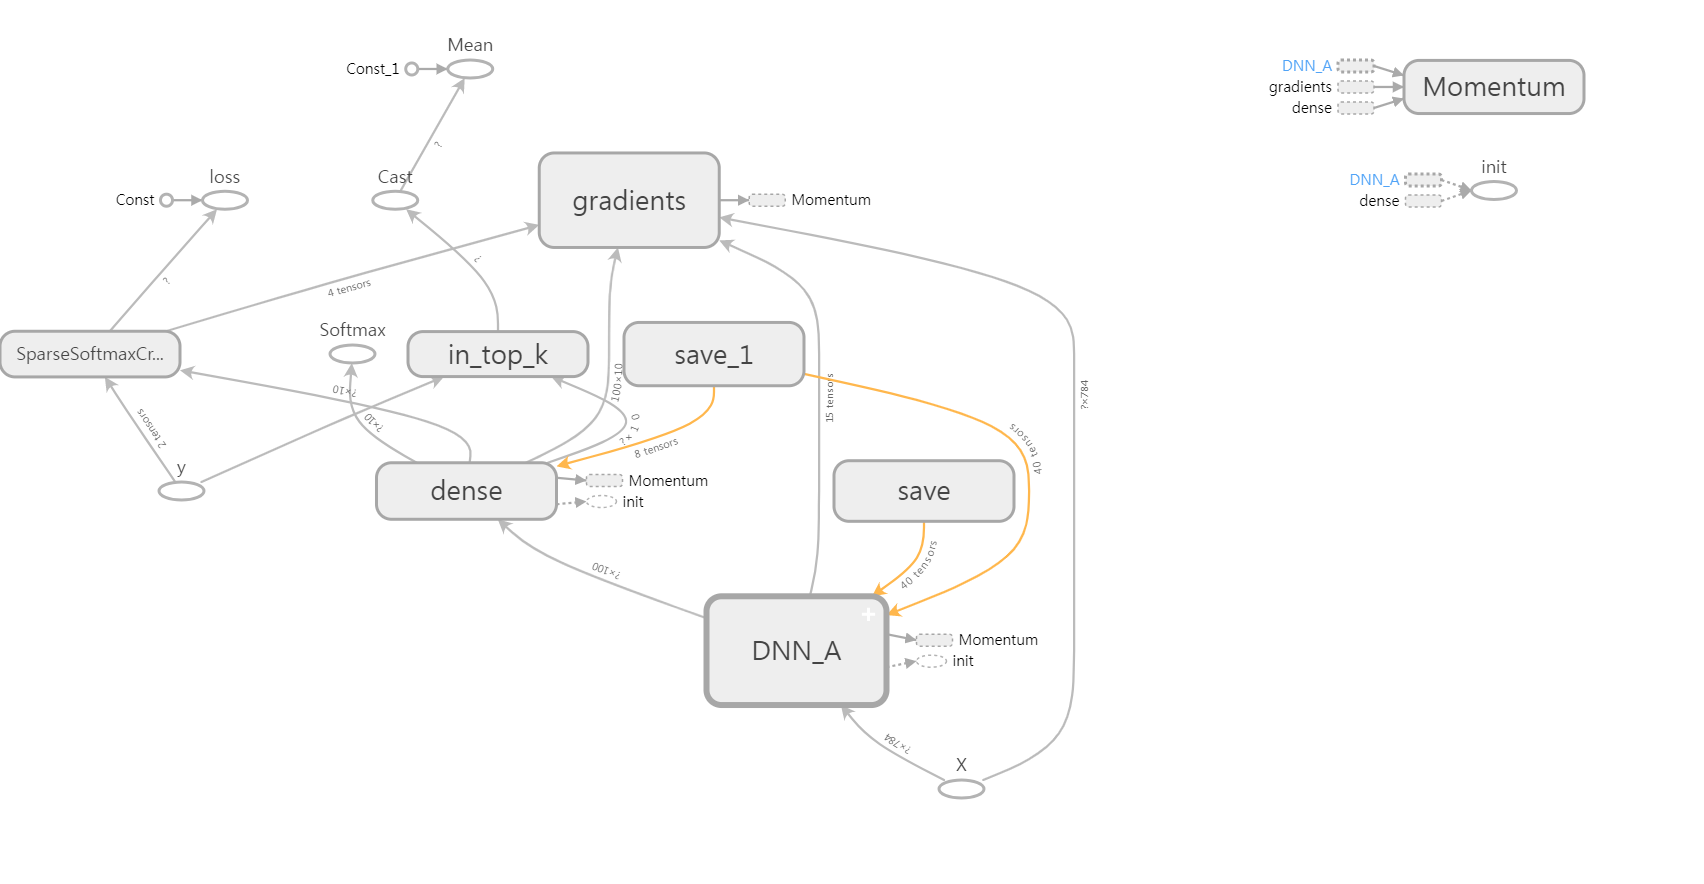 Mean
Const_1
DNN_A
gradients
dense
Momentum
?
loss
Const
Cast
gradients
Momentum
init
DNN_A
dense
?
?
4 tensors
SparseSoftmaxCr...
Softmax
in_top_k
save_1
?×10
?×10
100×10
15 tensors
?×784
2 tensors
?×10
8 tensors
40 tensors
y
dense
Momentum
init
save
?×100
40 tensors
DNN_A
+
Momentum
init
?×784
X